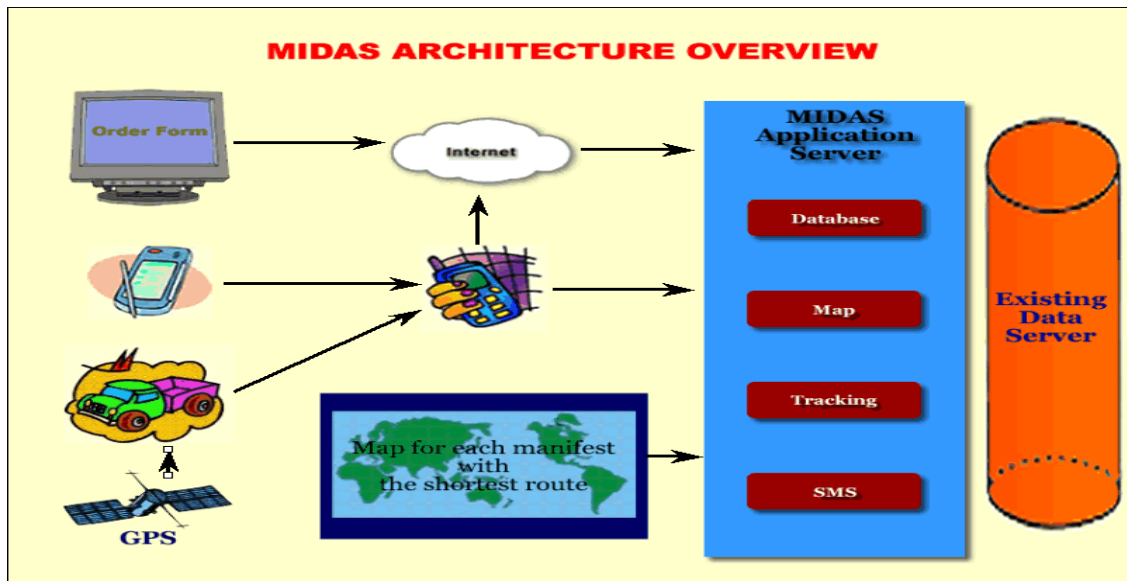 MIDAS ARCHITECTURE OVERVIEW
Order Form
Internet
MIDAS
Application
Server
Database
Map
Tracking
SMS
Existing
Data
Server
Map for each manifest
with
the shortest route
GPS